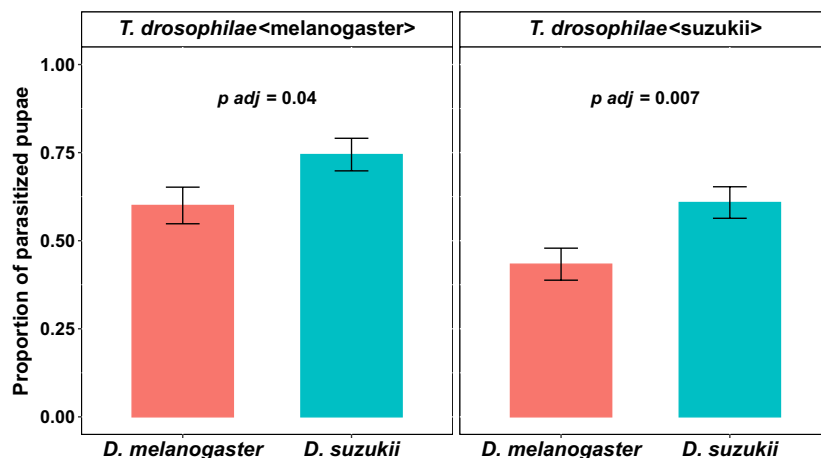 T. drosophilae<melanogaster>
T. drosophilae<suzukii>
Proportion of parasitized pupae
1.00
0.75
0.50
0.25
0.00
p adj = 0.04
p adj = 0.007
D. melanogaster
D. suzukii
D. melanogaster
D. suzukii